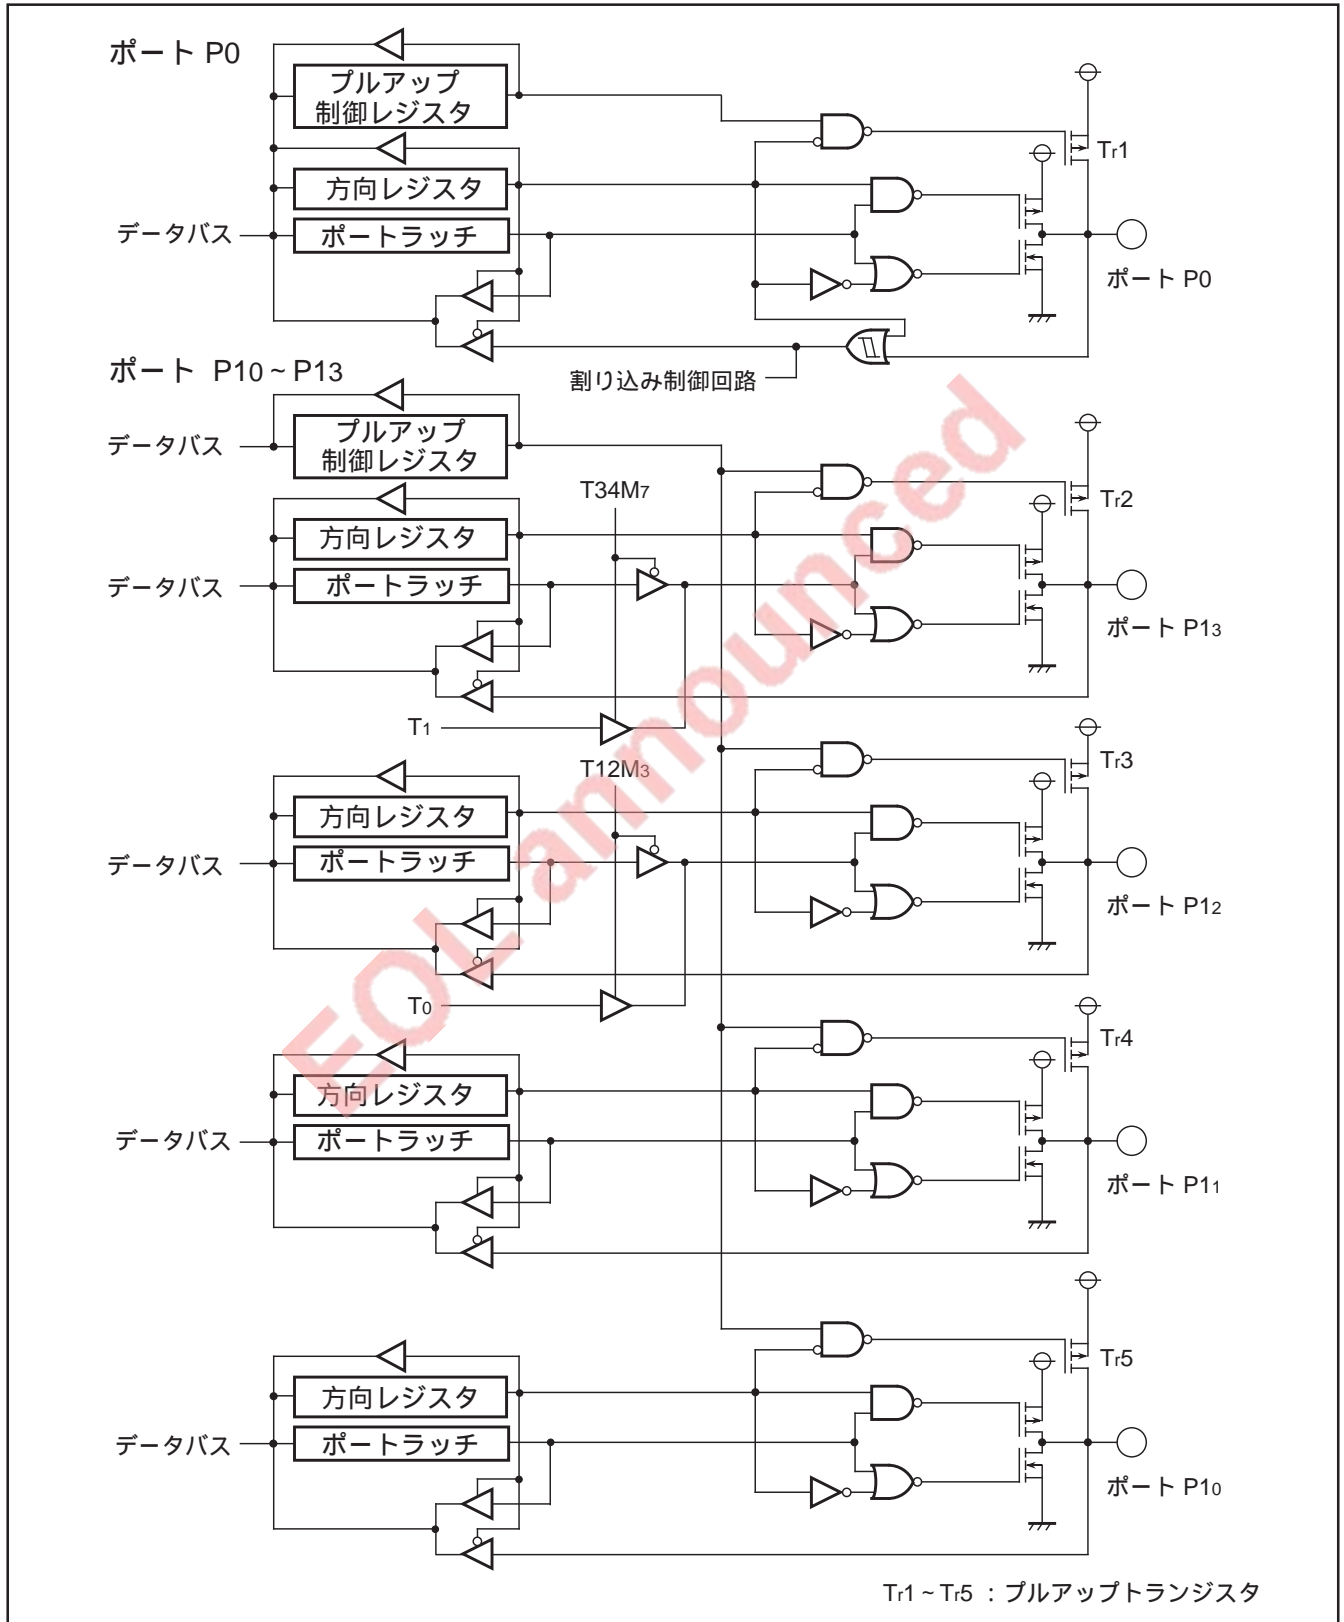 ポート P0
プルアップ
制御レジスタ
Tr1
方向レジスタ
データバス
ポートラッチ
ポート P0
ポート P10 ~ P13
割り込み制御回路
データバス
プルアップ
制御レジスタ
T34M7
Tr2
方向レジスタ
データバス
ポートラッチ
ポート P13
T1
T12M3
Tr3
方向レジスタ
データバス
ポートラッチ
ポート P12
T0
Tr4
方向レジスタ
データバス
ポートラッチ
ポート P11
Tr5
方向レジスタ
データバス
ポートラッチ
ポート P10
Tr1 ~ Tr5 : プルアップトランジスタ
EOL announced